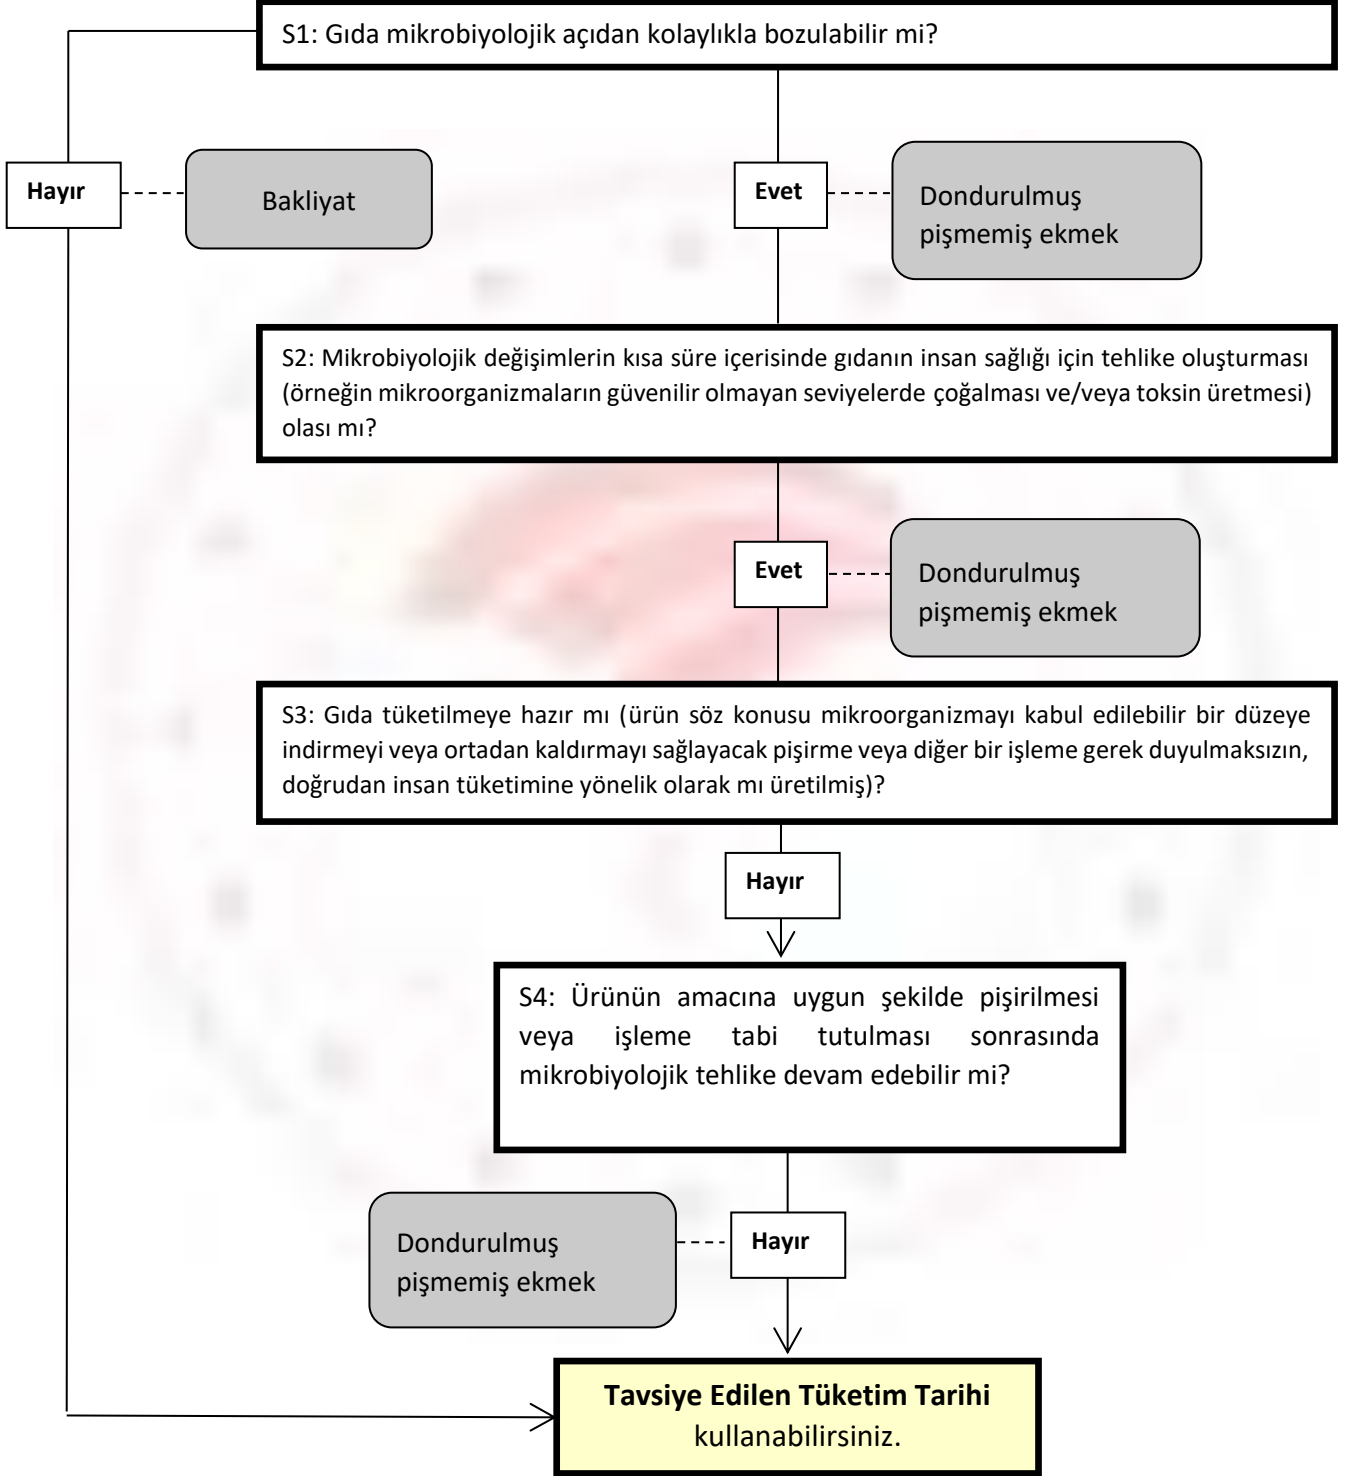 S1: Gıda mikrobiyolojik açıdan kolaylıkla bozulabilir mi?
Hayır
Bakliyat
Evet
Dondurulmuş
pişmemiş ekmek
S2: Mikrobiyolojik değişimlerin kısa süre içerisinde gıdanın insan sağlığı için tehlike oluşturması
(örneğin mikroorganizmaların güvenilir olmayan seviyelerde çoğalması ve/veya toksin üretmesi)
olası mı?
Evet
Dondurulmuş
pişmemiş ekmek
S3: Gıda tüketilmeye hazır mı (ürün söz konusu mikroorganizmayı kabul edilebilir bir düzeye
indirmeyi veya ortadan kaldırmayı sağlayacak pişirme veya diğer bir işleme gerek duyulmaksızın,
doğrudan insan tüketimine yönelik olarak mı üretilmiş)?
Hayır
S4: Ürünün amacına uygun şekilde pişirilmesi
veya işleme tabi tutulması sonrasında
mikrobiyolojik tehlike devam edebilir mi?
Dondurulmuş
pişmemiş ekmek
Hayır
Tavsiye Edilen Tüketim Tarihi
kullanabilirsiniz.